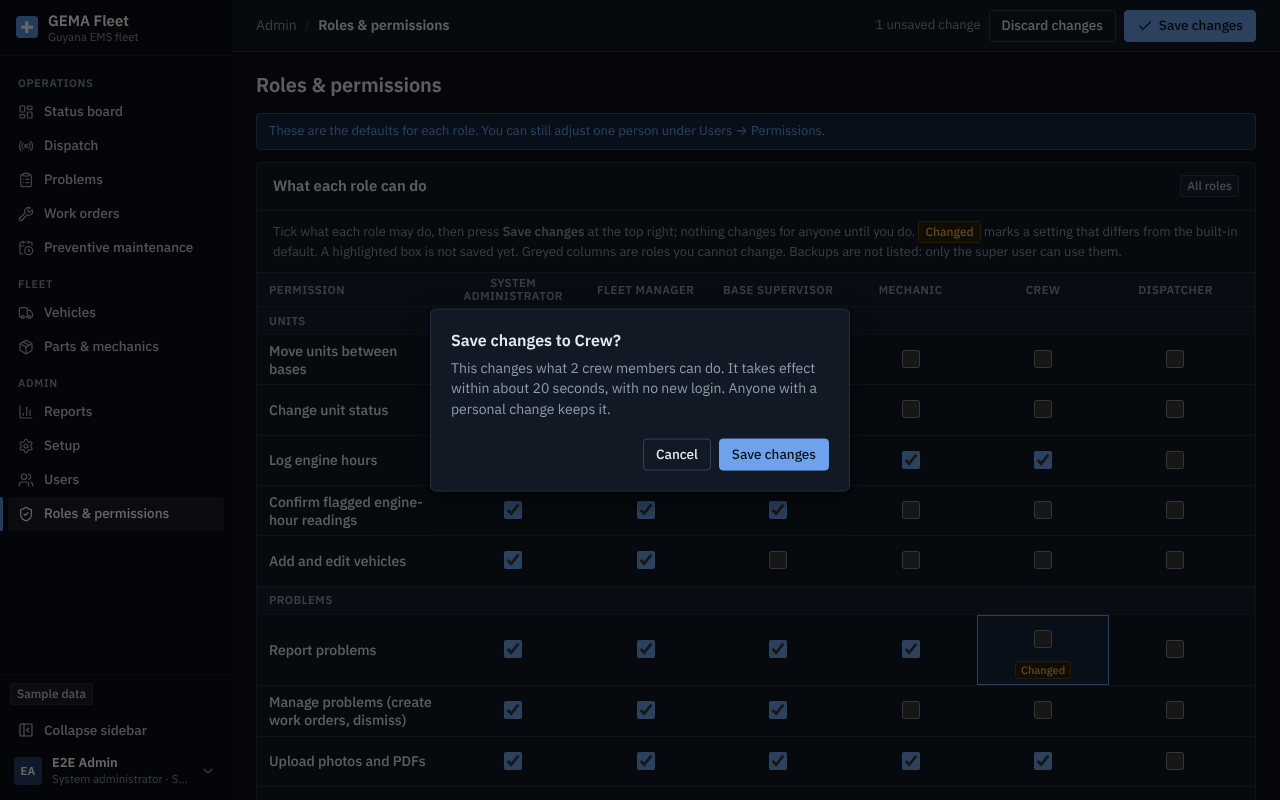 GEMA Fleet
Guyana EMS fleet
OPERATIONS
Status board
Dispatch
Problems
Work orders
Preventive maintenance
FLEET
Vehicles
Parts & mechanics
ADMIN
Reports
Setup
Users
Roles & permissions
Sample data
Collapse sidebar
EA
E2E Admin
System administrator · S...
Admin / Roles & permissions
1 unsaved change
Discard changes
Save changes
Roles & permissions
These are the defaults for each role. You can still adjust one person under Users → Permissions.
What each role can do
All roles
Tick what each role may do, then press Save changes at the top right; nothing changes for anyone until you do. Changed marks a setting that differs from the built-in
default. A highlighted box is not saved yet. Greyed columns are roles you cannot change. Backups are not listed: only the super user can use them.
PERMISSION
SYSTEM
ADMINISTRATOR
FLEET MANAGER
BASE SUPERVISOR
MECHANIC
CREW
DISPATCHER
UNITS
Move units between
bases
Change unit status
Log engine hours
Confirm flagged engine-
hour readings
Add and edit vehicles
PROBLEMS
Report problems
Changed
Manage problems (create
work orders, dismiss)
Upload photos and PDFs
Save changes to Crew?
This changes what 2 crew members can do. It takes effect
within about 20 seconds, with no new login. Anyone with a
personal change keeps it.
Cancel
Save changes